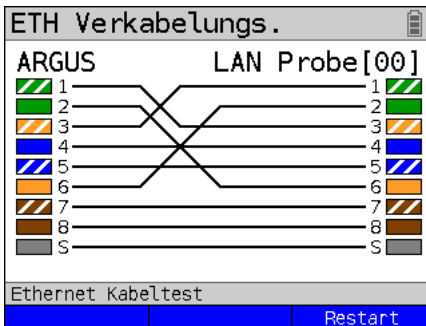 ETH Verkabelungs.
ARGUS LAN Probe[00]
1 1
2 2
3 3
4 4
5 5
6 6
7 7
8 8
S S
Ethernet Kabeltest
Restart